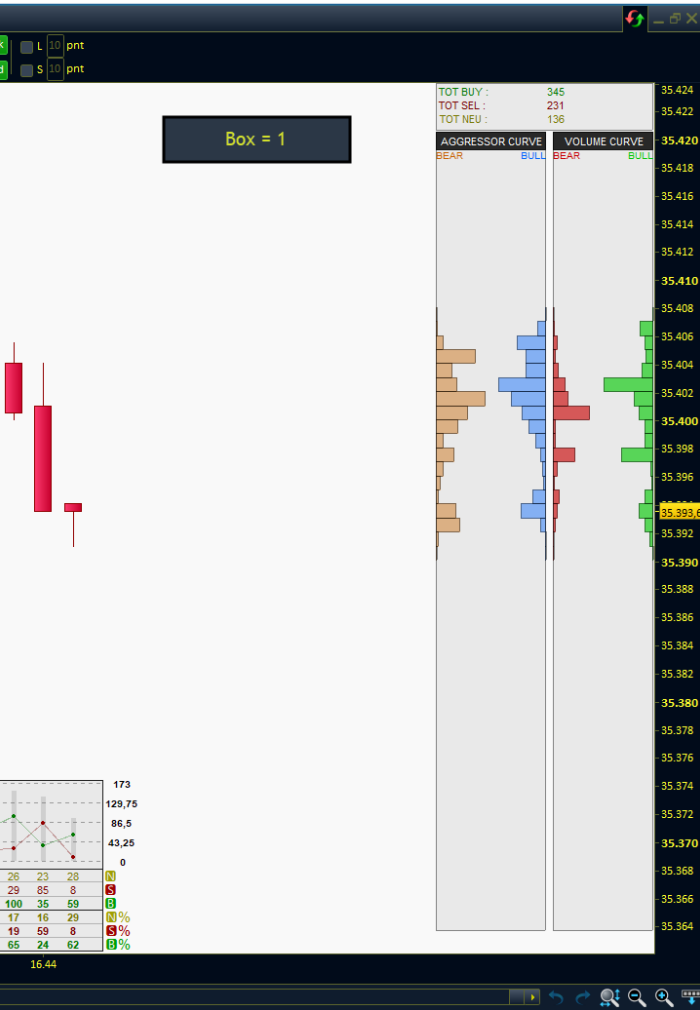 L 10 pnt
S 10 pnt
Box = 1
TOT BUY : 345
TOT SEL : 231
TOT NEU : 136
AGGRESSOR CURVE VOLUME CURVE
BEAR BULL BEAR BULL
35.424
35.422
35.420
35.418
35.416
35.414
35.412
35.410
35.408
35.406
35.404
35.402
35.400
35.398
35.396
35.393,6
35.392
35.390
35.388
35.386
35.384
35.382
35.380
35.378
35.376
35.374
35.372
35.370
35.368
35.366
35.364
173
129,75
86,5
43,25
0
26 23 28 N
29 85 8 S
100 35 59 B
17 16 29 N%
19 59 8 S%
65 24 62 B%
16.44